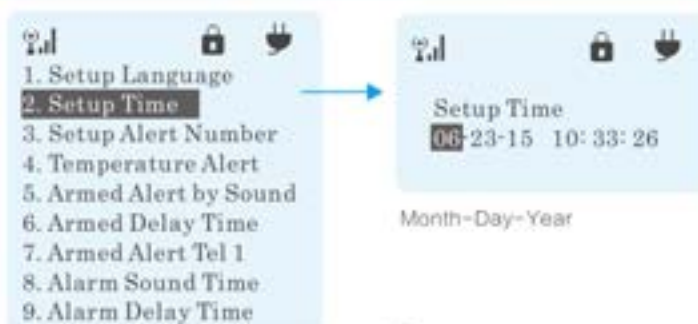 1. Setup Language
2. Setup Time
3. Setup Alert Number
4. Temperature Alert
5. Armed Alert by Sound
6. Armed Delay Time
7. Armed Alert Tel 1
8. Alarm Sound Time
9. Alarm Delay Time
Setup Time
06-23-15 10:33:26
Month-Day-Year